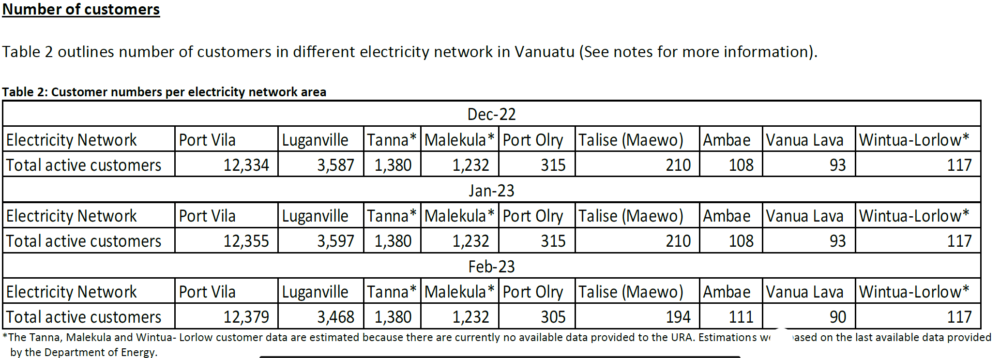 Number of customers
Table 2 outlines number of customers in different electricity network in Vanuatu (See notes for more information).
Table 2: Customer numbers per electricity network area
Dec-22
Electricity Network Port Vila Luganville Tanna* Malekula* Port Olry Talise (Maewo) Ambae Vanua Lava Wintua-Lorlow*
Total active customers 12,334 3,587 1,380 1,232 315 210 108 93 117
Jan-23
Electricity Network Port Vila Luganville Tanna* Malekula* Port Olry Talise (Maewo) Ambae Vanua Lava Wintua-Lorlow*
Total active customers 12,355 3,597 1,380 1,232 315 210 108 93 117
Feb-23
Electricity Network Port Vila Luganville Tanna* Malekula* Port Olry Talise (Maewo) Ambae Vanua Lava Wintua-Lorlow*
Total active customers 12,379 3,468 1,380 1,232 305 194 111 90 117
*The Tanna, Malekula and Wintua- Lorlow customer data are estimated because there are currently no available data provided to the URA. Estimations on the last available data provided
by the Department of Energy.